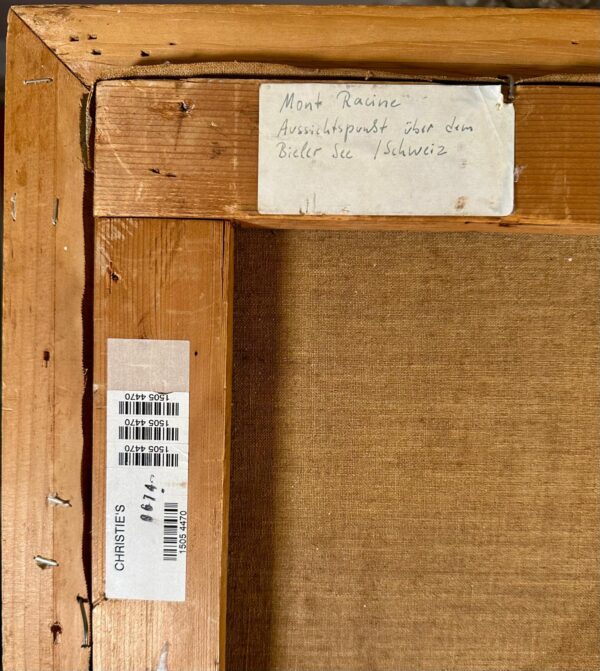 Mont Racine
Aussichtspunkt über dem
Bieler See / Schweiz
1505 4470
1505 4470
1505 4470
CHRISTIE'S
1505 4470